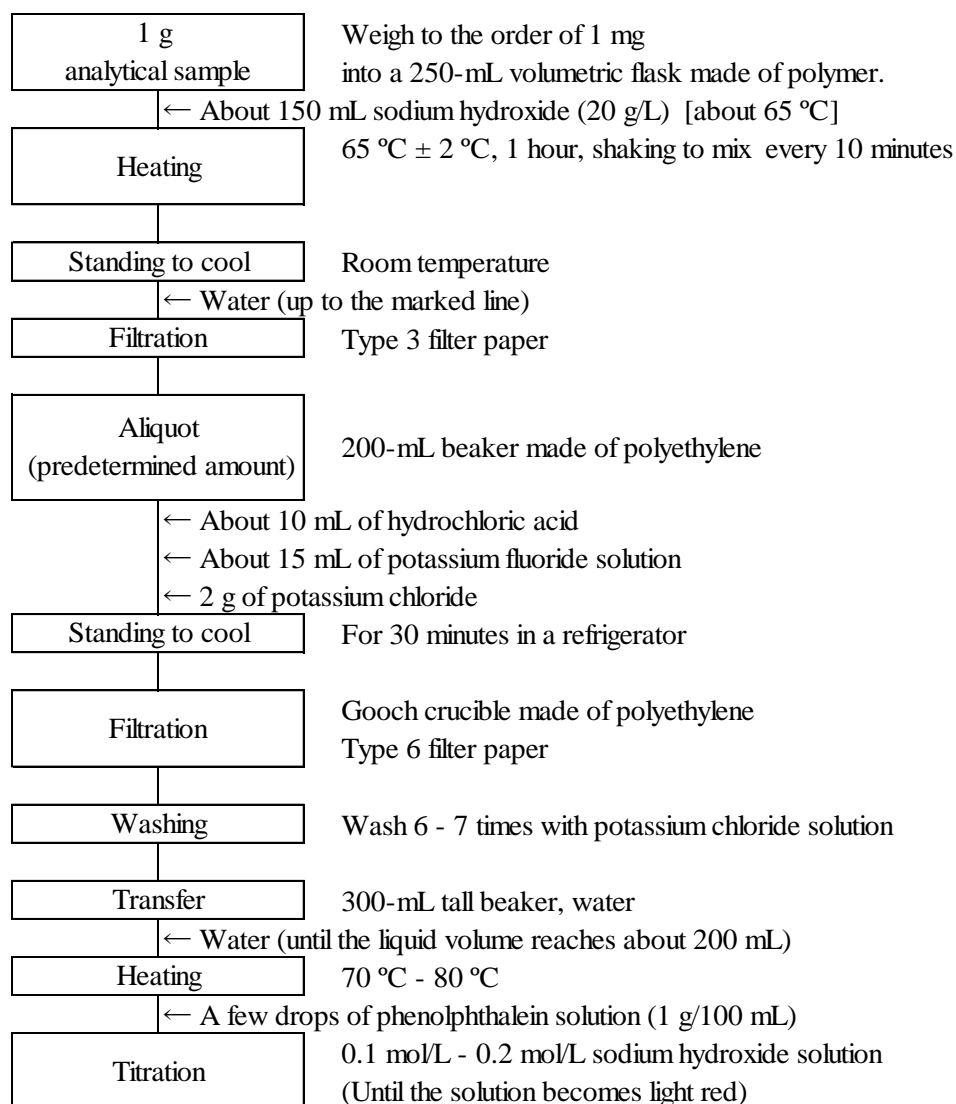 1 g
analytical sample
Weigh to the order of 1 mg
into a 250-mL volumetric flask made of polymer.
← About 150 mL sodium hydroxide (20 g/L) [about 65 ºC]
Heating
65 ºC ± 2 ºC, 1 hour, shaking to mix every 10 minutes
Standing to cool
Room temperature
← Water (up to the marked line)
Filtration
Type 3 filter paper
Aliquot
(predetermined amount)
200-mL beaker made of polyethylene
← About 10 mL of hydrochloric acid
← About 15 mL of potassium fluoride solution
← 2 g of potassium chloride
Standing to cool
For 30 minutes in a refrigerator
Filtration
Gooch crucible made of polyethylene
Type 6 filter paper
Washing
Wash 6 - 7 times with potassium chloride solution
Transfer
300-mL tall beaker, water
← Water (until the liquid volume reaches about 200 mL)
Heating
70 ºC - 80 ºC
← A few drops of phenolphthalein solution (1 g/100 mL)
Titration
0.1 mol/L - 0.2 mol/L sodium hydroxide solution
(Until the solution becomes light red)